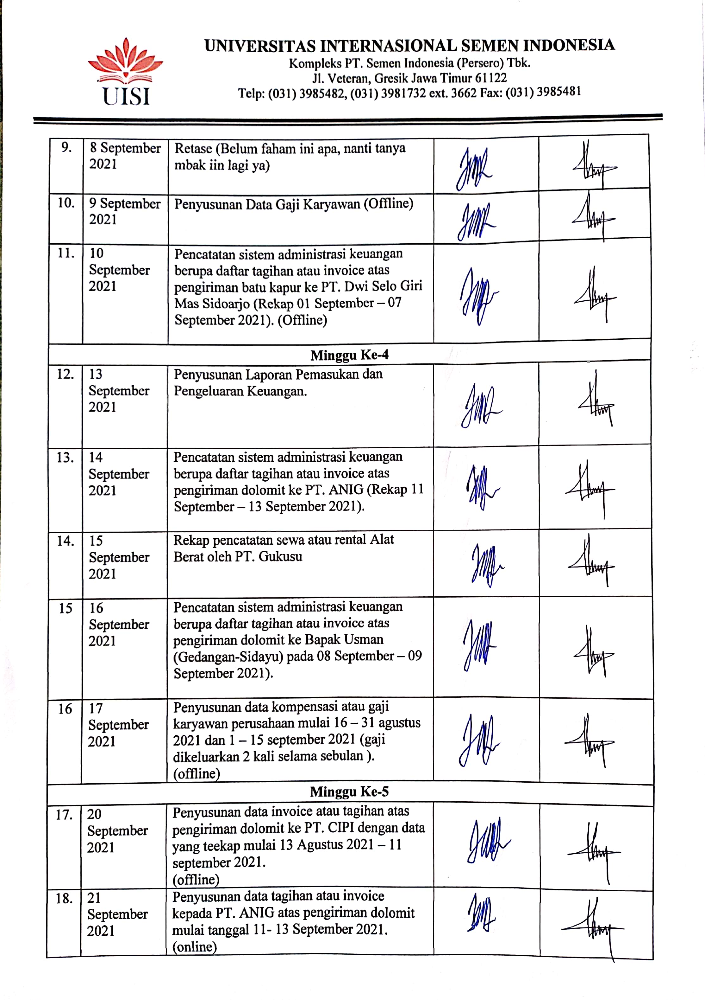 UISI
UNIVERSITAS INTERNASIONAL SEMEN INDONESIA
Kompleks PT. Semen Indonesia (Persero) Tbk.
Jl. Veteran, Gresik Jawa Timur 61122
Telp: (031) 3985482, (031) 3981732 ext. 3662 Fax: (031) 3985481
9.
8 September
2021
Retase (Belum faham ini apa, nanti tanya
mbak iin lagi ya)
10.
9 September
2021
Penyusunan Data Gaji Karyawan (Offline)
11.
10
September
2021
Pencatatan sistem administrasi keuangan
berupa daftar tagihan atau invoice atas
pengiriman batu kapur ke PT. Dwi Selo Giri
Mas Sidoarjo (Rekap 01 September – 07
September 2021). (Offline)
Minggu Ke-4
12.
13
September
2021
Penyusunan Laporan Pemasukan dan
Pengeluaran Keuangan.
13.
14
September
2021
Pencatatan sistem administrasi keuangan
berupa daftar tagihan atau invoice atas
pengiriman dolomit ke PT. ANIG (Rekap 11
September – 13 September 2021).
14.
15
September
2021
Rekap pencatatan sewa atau rental Alat
Berat oleh PT. Gukusu
15
16
September
2021
Pencatatan sistem administrasi keuangan
berupa daftar tagihan atau invoice atas
pengiriman dolomit ke Bapak Usman
(Gedangan-Sidayu) pada 08 September – 09
September 2021).
16
17
September
2021
Penyusunan data kompensasi atau gaji
karyawan perusahaan mulai 16 – 31 agustus
2021 dan 1 – 15 september 2021 (gaji
dikeluarkan 2 kali selama sebulan ).
(offline)
Minggu Ke-5
17.
20
September
2021
Penyusunan data invoice atau tagihan atas
pengiriman dolomit ke PT. CIPI dengan data
yang teekap mulai 13 Agustus 2021 – 11
september 2021.
(offline)
18.
21
September
2021
Penyusunan data tagihan atau invoice
kepada PT. ANIG atas pengiriman dolomit
mulai tanggal 11- 13 September 2021.
(online)